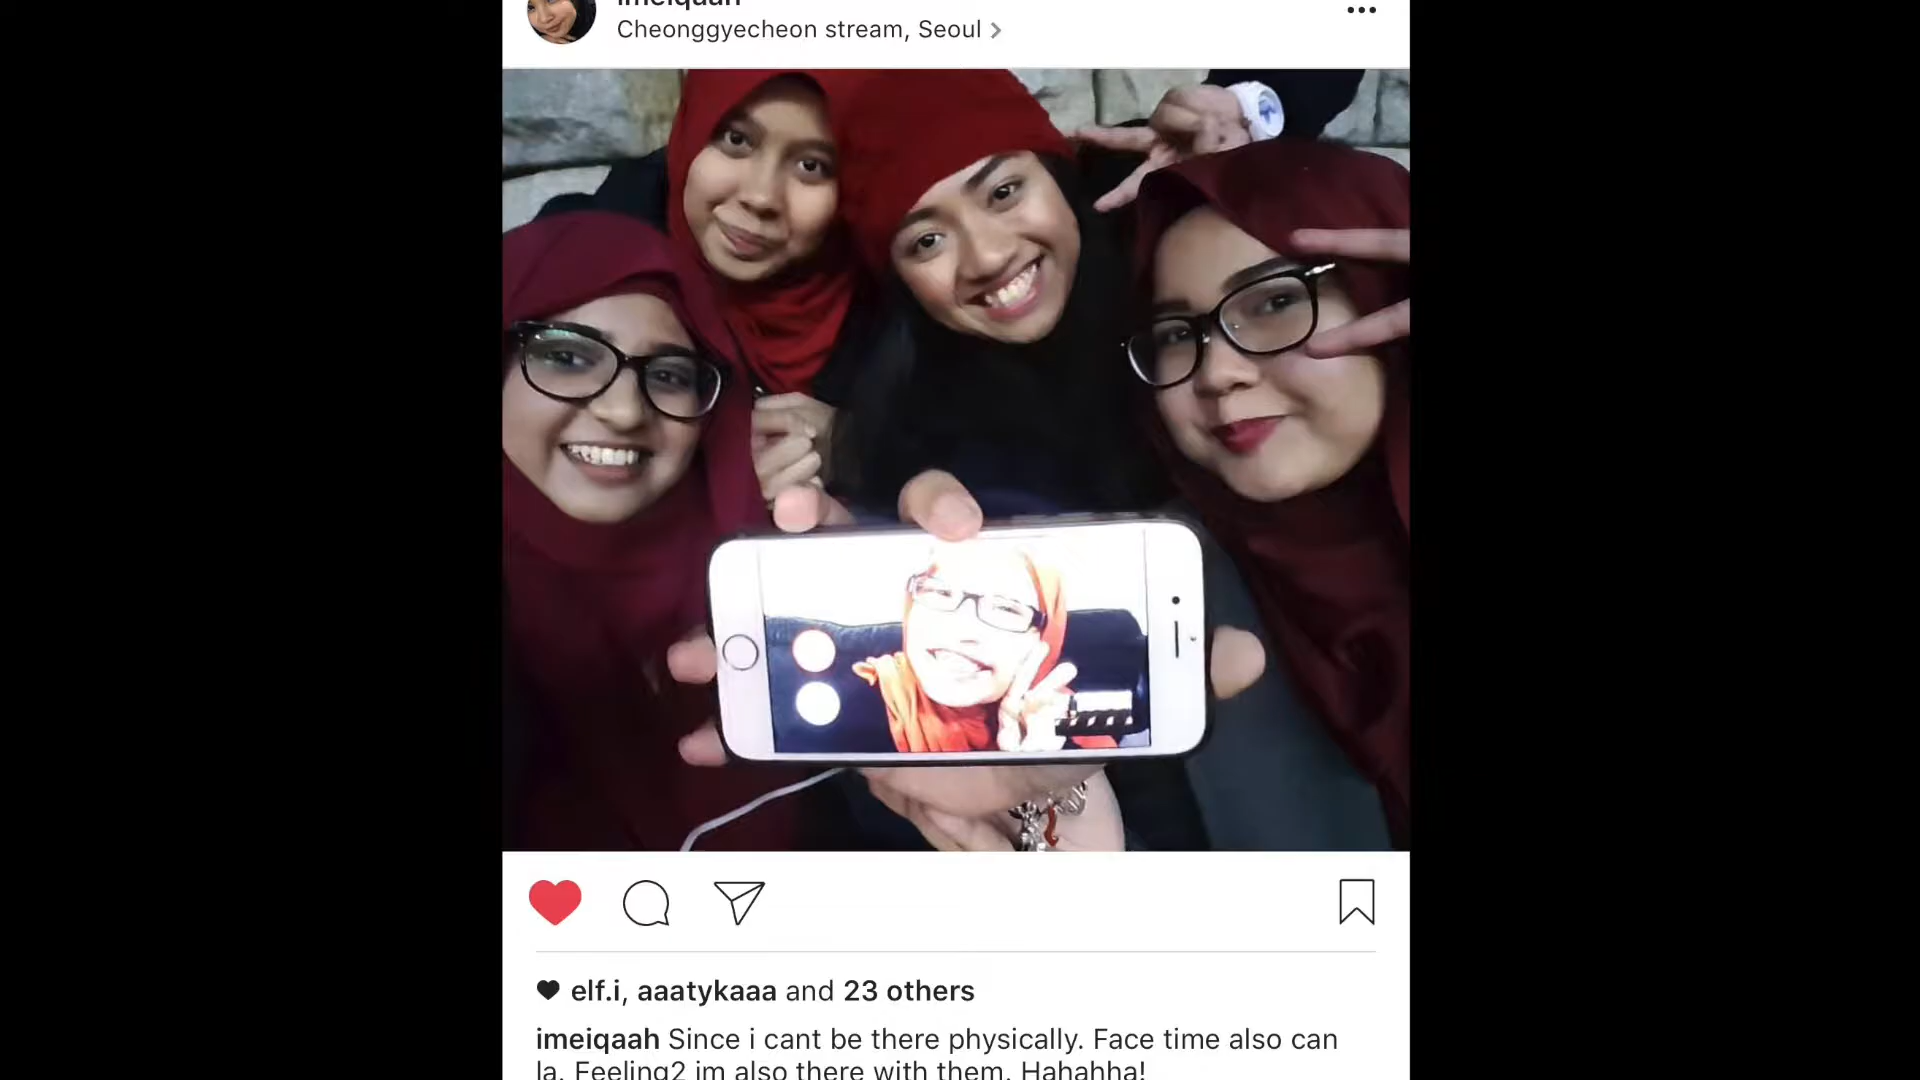 imeiqaah
Cheonggyecheon stream, Seoul
elf.i, aaatykaaa and 23 others
imeiqaah Since i cant be there physically. Face time also can
la. Feeling2 im also there with them. Hahahha!